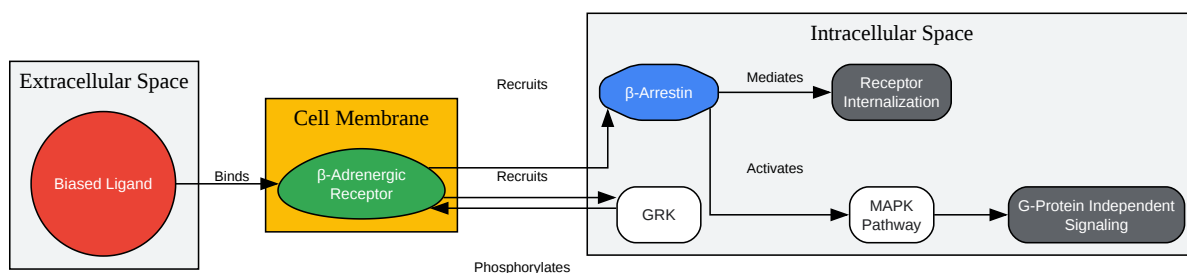 Intracellular Space
Extracellular Space
Recruits
β-Arrestin
Mediates
Receptor
Internalization
Cell Membrane
Biased Ligand
Binds
β-Adrenergic
Receptor
Recruits
Activates
GRK
MAPK
Pathway
G-Protein Independent
Signaling
Phosphorylates